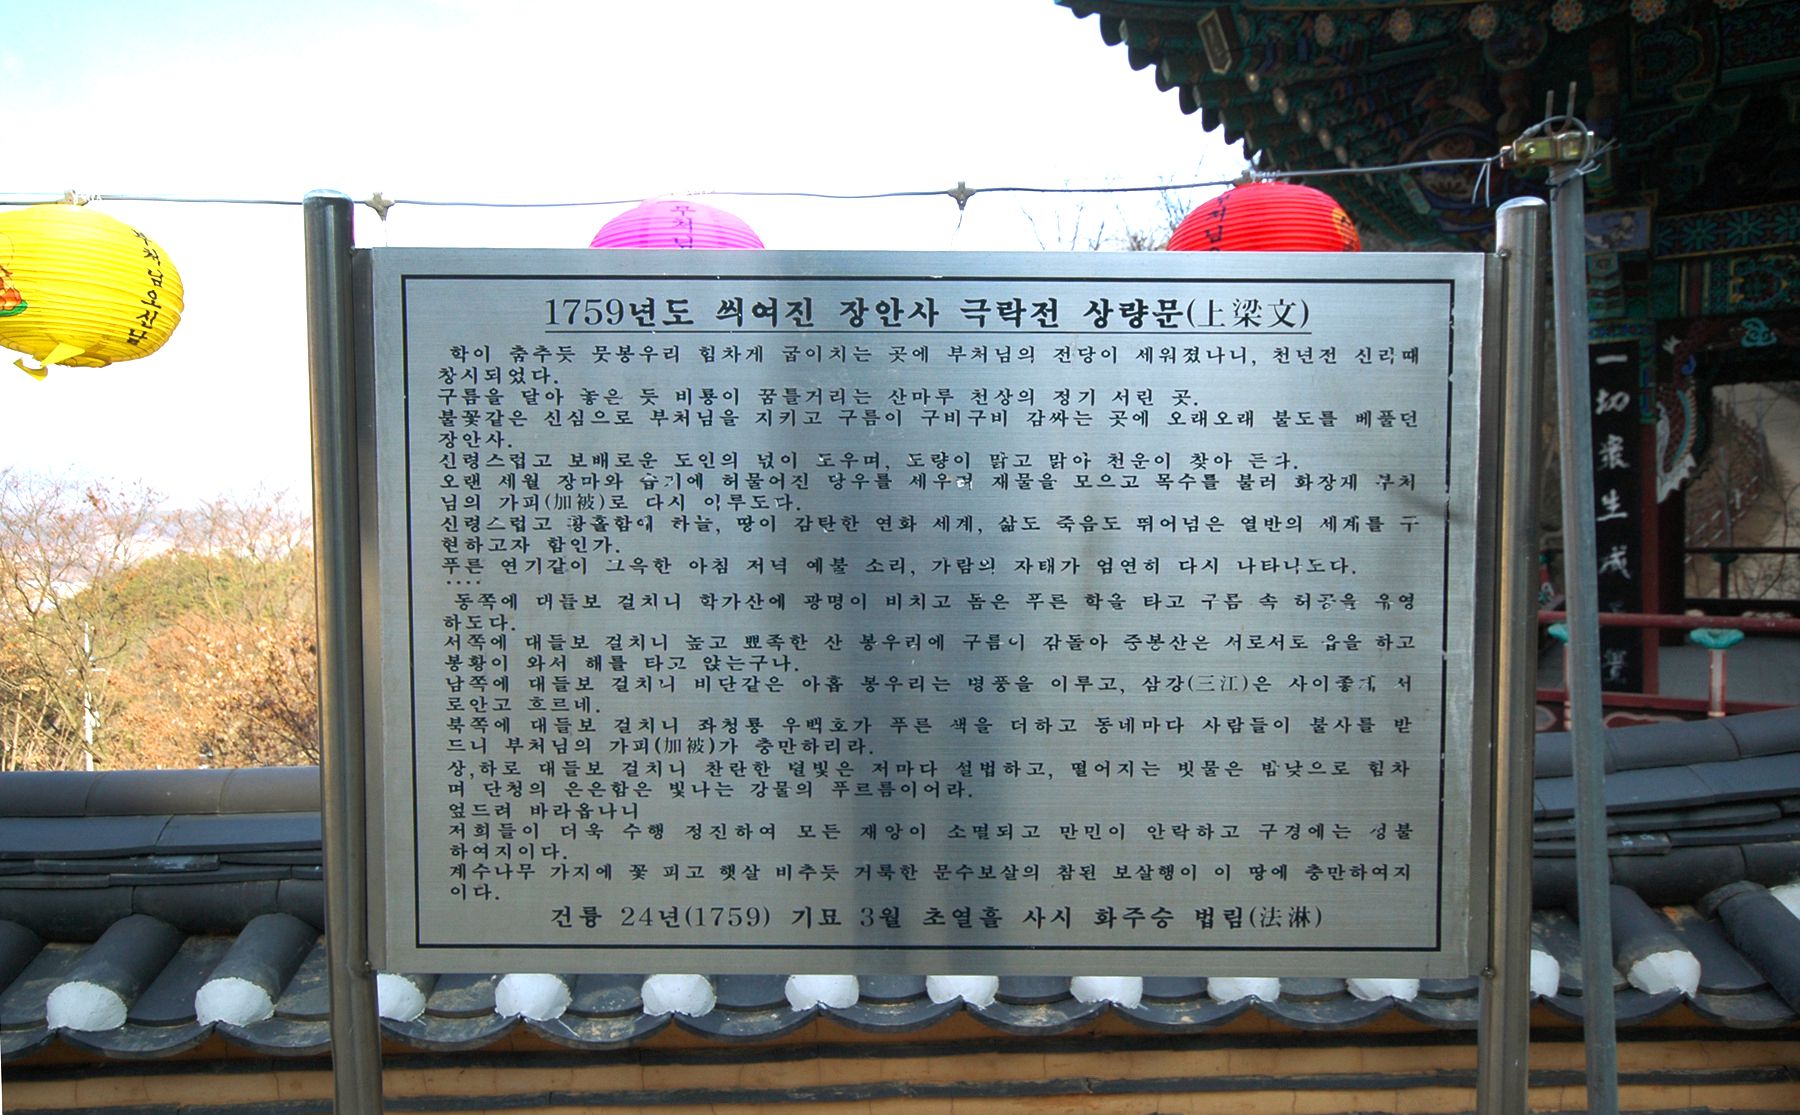 1759년도 씌여진 장안사 극락전 상량문(上梁文)
학이 춤추듯 뭇봉우리 힘차게 굽이치는 곳에 부처님의 전당이 세워졌나니, 천년전 신라때
창시되었다.
구름을 달아 놓은 듯 비룡이 꿈틀거리는 산마루 천상의 정기 서린 곳.
불꽃같은 신심으로 부처님을 지키고 구름이 구비구비 감싸는 곳에 오래오래 불도를 베풀던
장안사.
신령스럽고 보배로운 도인의 넋이 도우며, 도량이 맑고 맑아 천운이 찾아 든다.
오랜 세월 장마와 습기에 허물어진 당우를 세우려 재물을 모으고 목수를 불러 화장게 부처
님의 가피(加被)로 다시 이루도다.
신령스럽고 황홀함에 하늘, 땅이 감탄한 연화 세계, 삶도 죽음도 뛰어넘은 열반의 세계를 구
현하고자 함인가.
푸른 연기같이 그윽한 아침 저녁 예불 소리, 가람의 자태가 엄연히 다시 나타나도다.
....
동쪽에 대들보 걸치니 학가산에 광명이 비치고 돔은 푸른 학을 타고 구름 속 허공을 유영
하도다.
서쪽에 대들보 걸치니 높고 뾰족한 산 봉우리에 구름이 감돌아 중봉산은 서로서로 읍을 하고
봉황이 와서 해를 타고 앉는구나.
남쪽에 대들보 걸치니 비단같은 아홉 봉우리는 병풍을 이루고, 삼강(三江)은 사이좋게 서
로안고 흐르네.
북쪽에 대들보 걸치니 좌청룡 우백호가 푸른 색을 더하고 동네마다 사람들이 불사를 받
드니 부처님의 가피(加被)가 충만하리라.
상,하로 대들보 걸치니 찬란한 별빛은 저마다 설법하고, 떨어지는 빗물은 밤낮으로 힘차
며 단청의 은은함은 빛나는 강물의 푸르름이어라.
엎드려 바라옵나니
저희들이 더욱 수행 정진하여 모든 재앙이 소멸되고 만민이 안락하고 구경에는 성불
하여지이다.
계수나무 가지에 꽃 피고 햇살 비추듯 거룩한 문수보살의 참된 보살행이 이 땅에 충만하여지
이다.
건륭 24년(1759) 기묘 3월 초열흘 사시 화주승 법림(法淋)
부처님오신날
부처님
부처님
一切衆生成